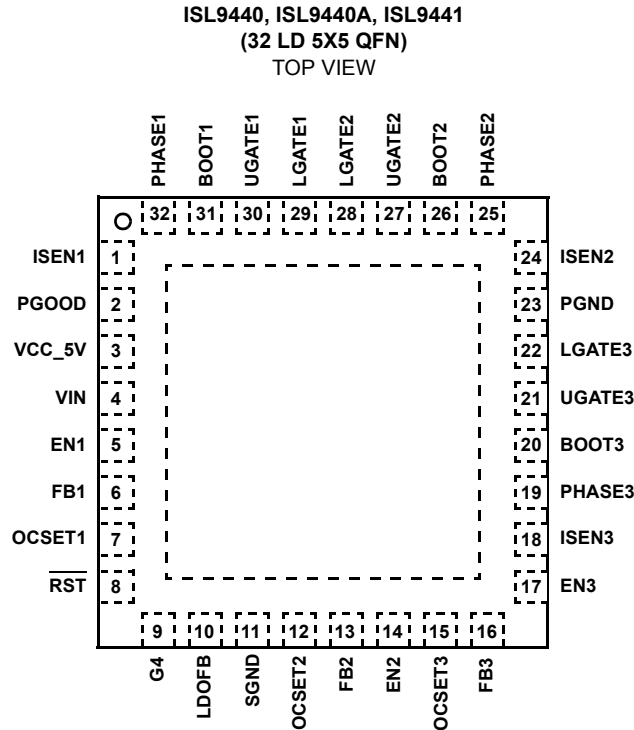 ISL9440, ISL9440A, ISL9441
(32 LD 5X5 QFN)
TOP VIEW
PHASE1
BOOT1
UGATE1
LGATE1
LGATE2
UGATE2
BOOT2
PHASE2
32 31 30 29 28 27 26 25
ISEN1 1
PGOOD 2
VCC_5V 3
VIN 4
EN1 5
FB1 6
OCSET1 7
RST 8
24 ISEN2
23 PGND
22 LGATE3
21 UGATE3
20 BOOT3
19 PHASE3
18 ISEN3
17 EN3
9 10 11 12 13 14 15 16
G4
LDOFB
SGND
OCSET2
FB2
EN2
OCSET3
FB3